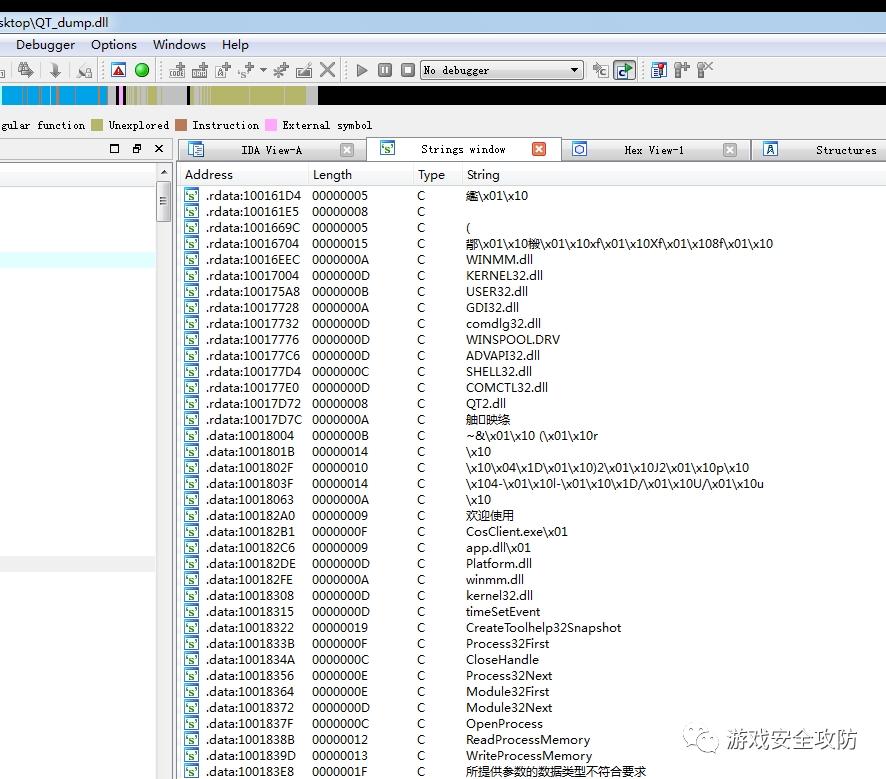 sktop\QT_dump.dll
Debugger Options Windows Help
No debugger
gular function Unexplored Instruction External symbol
IDA View-A Strings window Hex View-1 Structures
Address Length Type String
.rdata:100161D4 00000005 C 繿\x01\x10
.rdata:100161E5 00000008 C
.rdata:1001669C 00000005 C (
.rdata:10016704 00000015 C \x01\x10椴\x01\x10xf\x01\x10Xf\x01\x108f\x01\x10
.rdata:10016EEC 0000000A C WINMM.dll
.rdata:10017004 0000000D C KERNEL32.dll
.rdata:100175A8 0000000B C USER32.dll
.rdata:10017728 0000000A C GDI32.dll
.rdata:10017732 0000000D C comdlg32.dll
.rdata:10017776 0000000D C WINSPOOL.DRV
.rdata:100177C6 0000000D C ADVAPI32.dll
.rdata:100177D4 0000000C C SHELL32.dll
.rdata:100177E0 0000000D C COMCTL32.dll
.rdata:10017D72 00000008 C QT2.dll
.rdata:10017D7C 0000000A C
.data:10018004 0000000B C ~&\x01\x10 (\x01\x10r
.data:1001801B 00000014 C \x10
.data:1001802F 00000010 C \x10\x04\x1D\x01\x10)2\x01\x10J2\x01\x10p\x10
.data:1001803F 00000014 C \x104-\x01\x10l-\x01\x10\x1D/\x01\x10U/\x01\x10u
.data:10018063 0000000A C \x10
.data:100182A0 00000009 C 欢迎使用
.data:100182B1 0000000F C CosClient.exe\x01
.data:100182C6 00000009 C app.dll\x01
.data:100182DE 0000000D C Platform.dll
.data:100182FE 0000000A C winmm.dll
.data:10018308 0000000D C kernel32.dll
.data:10018315 0000000D C timeSetEvent
.data:10018322 00000019 C CreateToolhelp32Snapshot
.data:1001833B 0000000F C Process32First
.data:1001834A 0000000C C CloseHandle
.data:10018356 0000000E C Process32Next
.data:10018364 0000000E C Module32First
.data:10018372 0000000D C Module32Next
.data:1001837F 0000000C C OpenProcess
.data:1001838B 00000012 C ReadProcessMemory
.data:1001839D 00000013 C WriteProcessMemory
.data:100183E8 0000001F C 所提供参数的数据类型不符合要求
游戏安全攻防